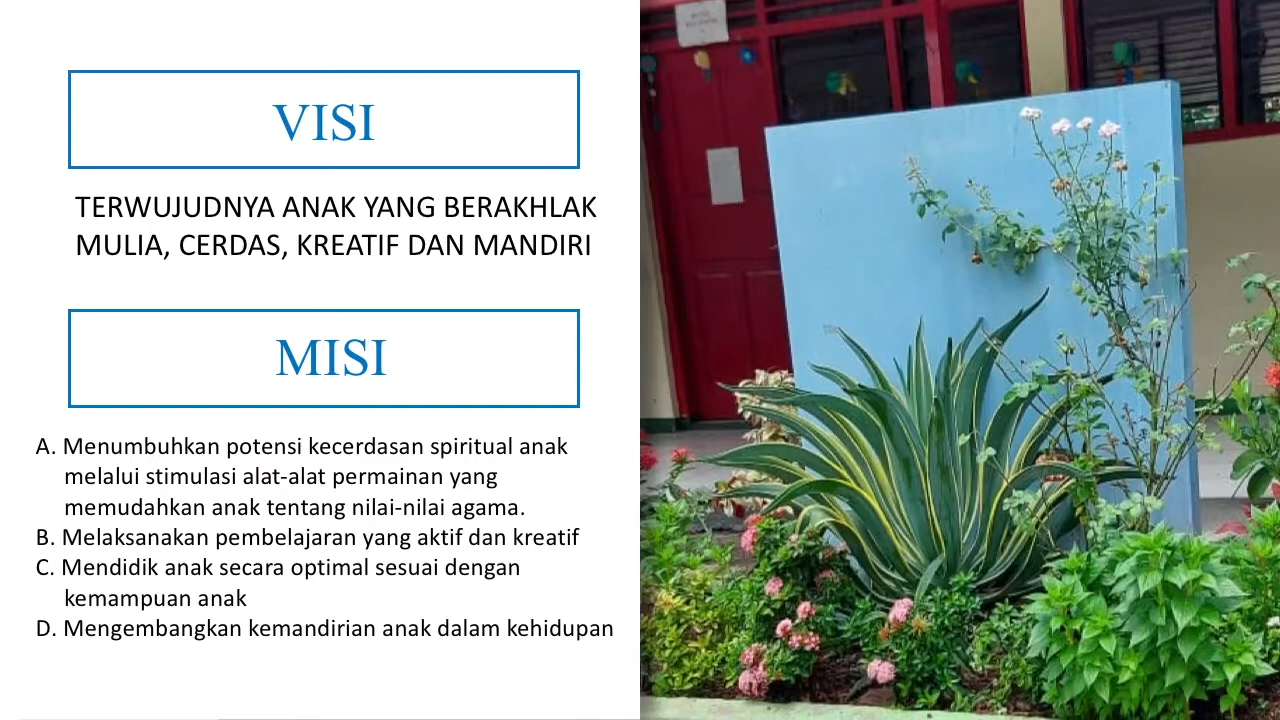 VISI
TERWUJUDNYA ANAK YANG BERAKHLAK
MULIA, CERDAS, KREATIF DAN MANDIRI
MISI
A. Menumbuhkan potensi kecerdasan spiritual anak
melalui stimulasi alat-alat permainan yang
memudahkan anak tentang nilai-nilai agama.
B. Melaksanakan pembelajaran yang aktif dan kreatif
C. Mendidik anak secara optimal sesuai dengan
kemampuan anak
D. Mengembangkan kemandirian anak dalam kehidupan